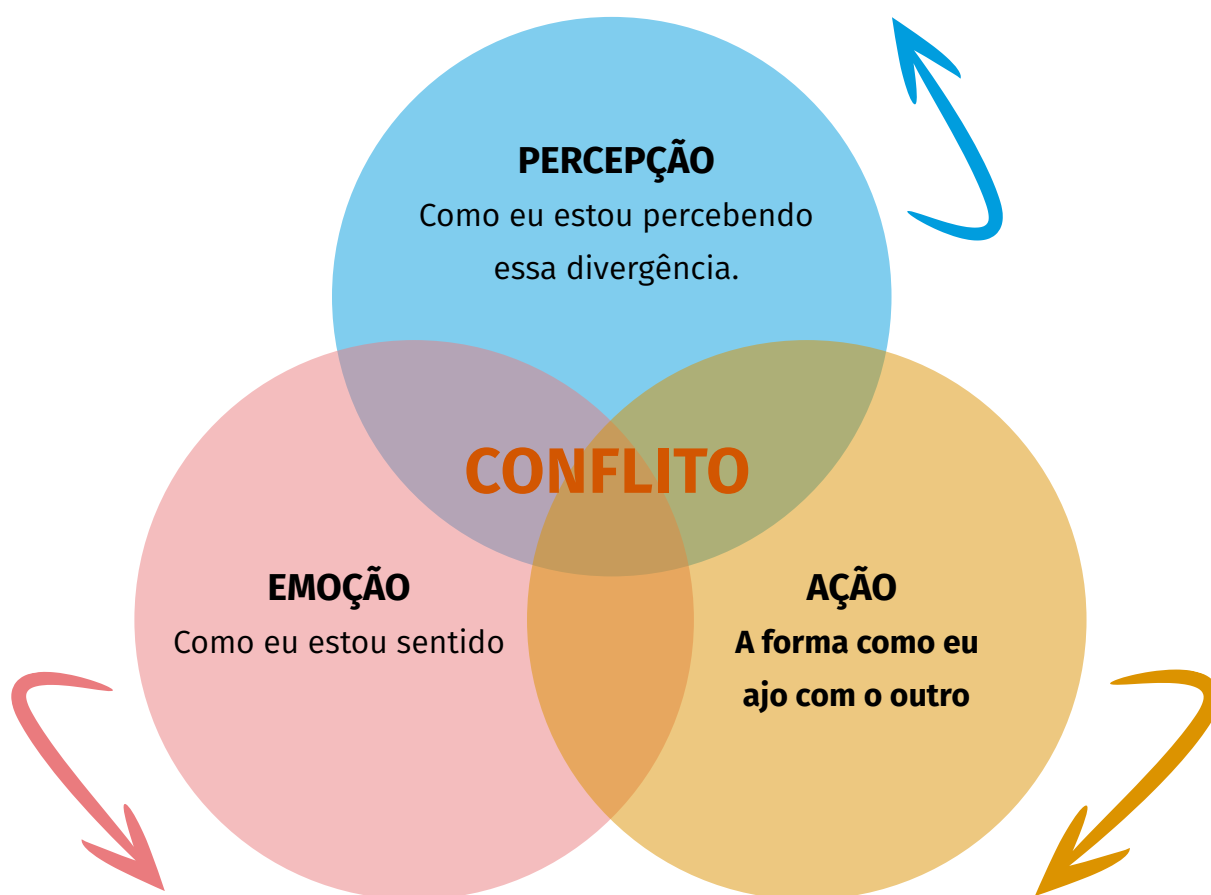 PERCEPÇÃO
Como eu estou percebendo
essa divergência.
CONFLITO
EMOÇÃO
Como eu estou sentido
AÇÃO
A forma como eu
ajo com o outro